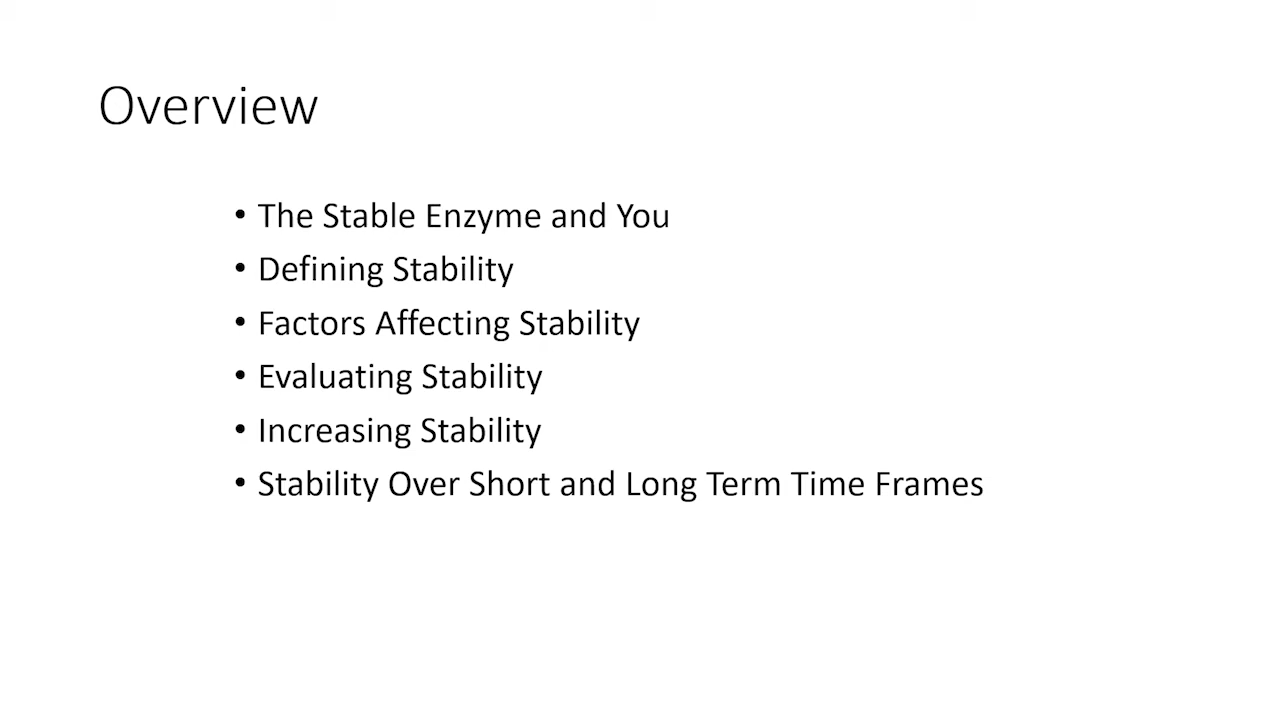 Overview
• The Stable Enzyme and You
• Defining Stability
• Factors Affecting Stability
• Evaluating Stability
• Increasing Stability
• Stability Over Short and Long Term Time Frames